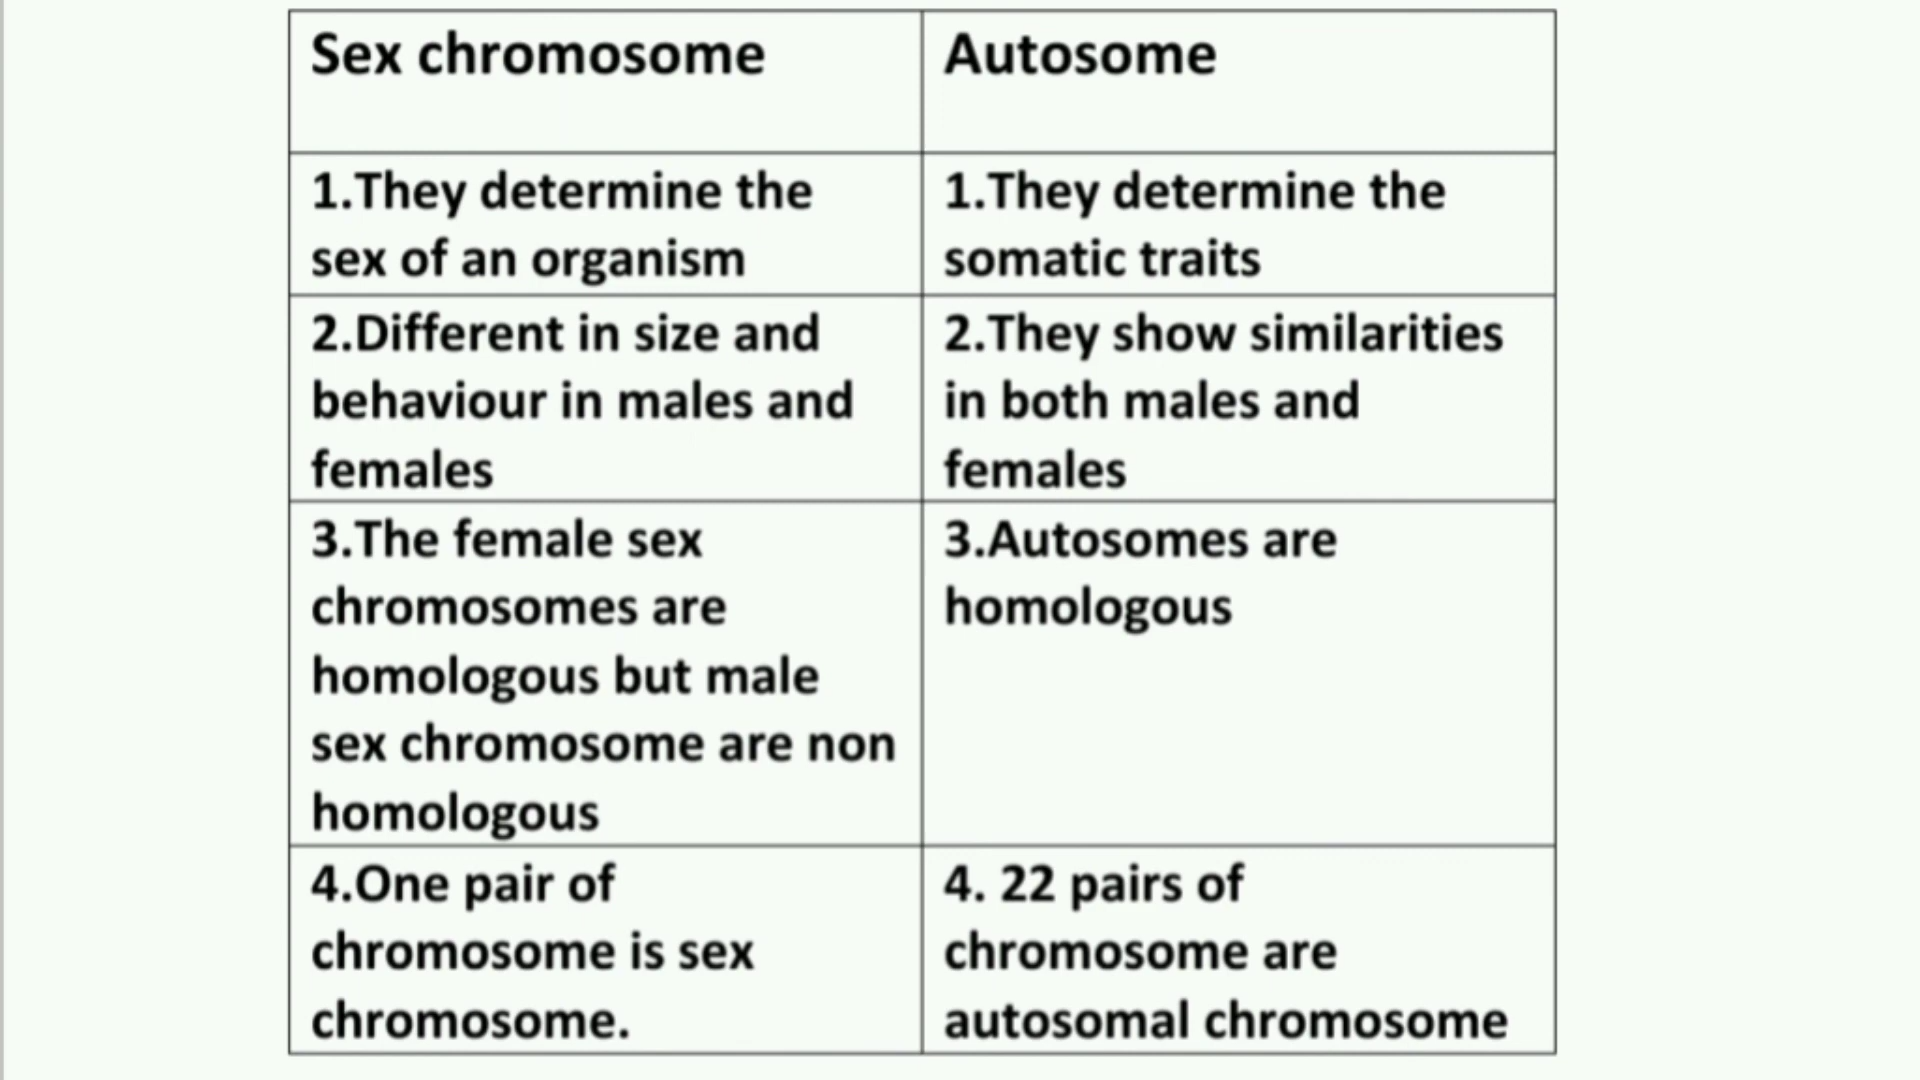 Sex chromosome
Autosome
1.They determine the
sex of an organism
1.They determine the
somatic traits
2.Different in size and
behaviour in males and
females
2.They show similarities
in both males and
females
3.The female sex
chromosomes are
homologous but male
sex chromosome are non
homologous
3.Autosomes are
homologous
4.One pair of
chromosome is sex
chromosome.
4. 22 pairs of
chromosome are
autosomal chromosome